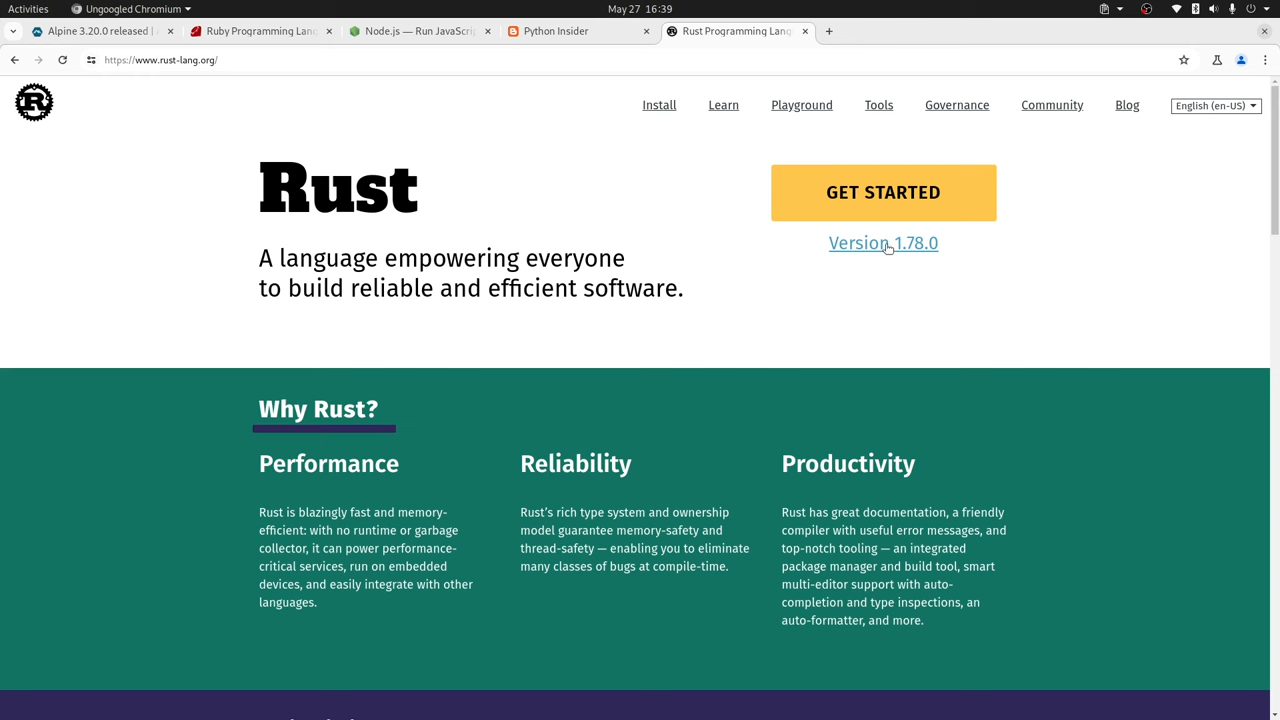 Activities
Ungoogled Chromium
May 27 16:39
Alpine 3.20.0 released |
Ruby Programming Lan
Node.js — Run JavaScri
Python Insider
Rust Programming Lang
https://www.rust-lang.org/
R
Install
Learn
Playground
Tools
Governance
Community
Blog
English (en-US)
Rust
GET STARTED
Version 1.78.0
A language empowering everyone
to build reliable and efficient software.
Why Rust?
Performance
Rust is blazingly fast and memory-
efficient: with no runtime or garbage
collector, it can power performance-
critical services, run on embedded
devices, and easily integrate with other
languages.
Reliability
Rust’s rich type system and ownership
model guarantee memory-safety and
thread-safety — enabling you to eliminate
many classes of bugs at compile-time.
Productivity
Rust has great documentation, a friendly
compiler with useful error messages, and
top-notch tooling — an integrated
package manager and build tool, smart
multi-editor support with auto-
completion and type inspections, an
auto-formatter, and more.